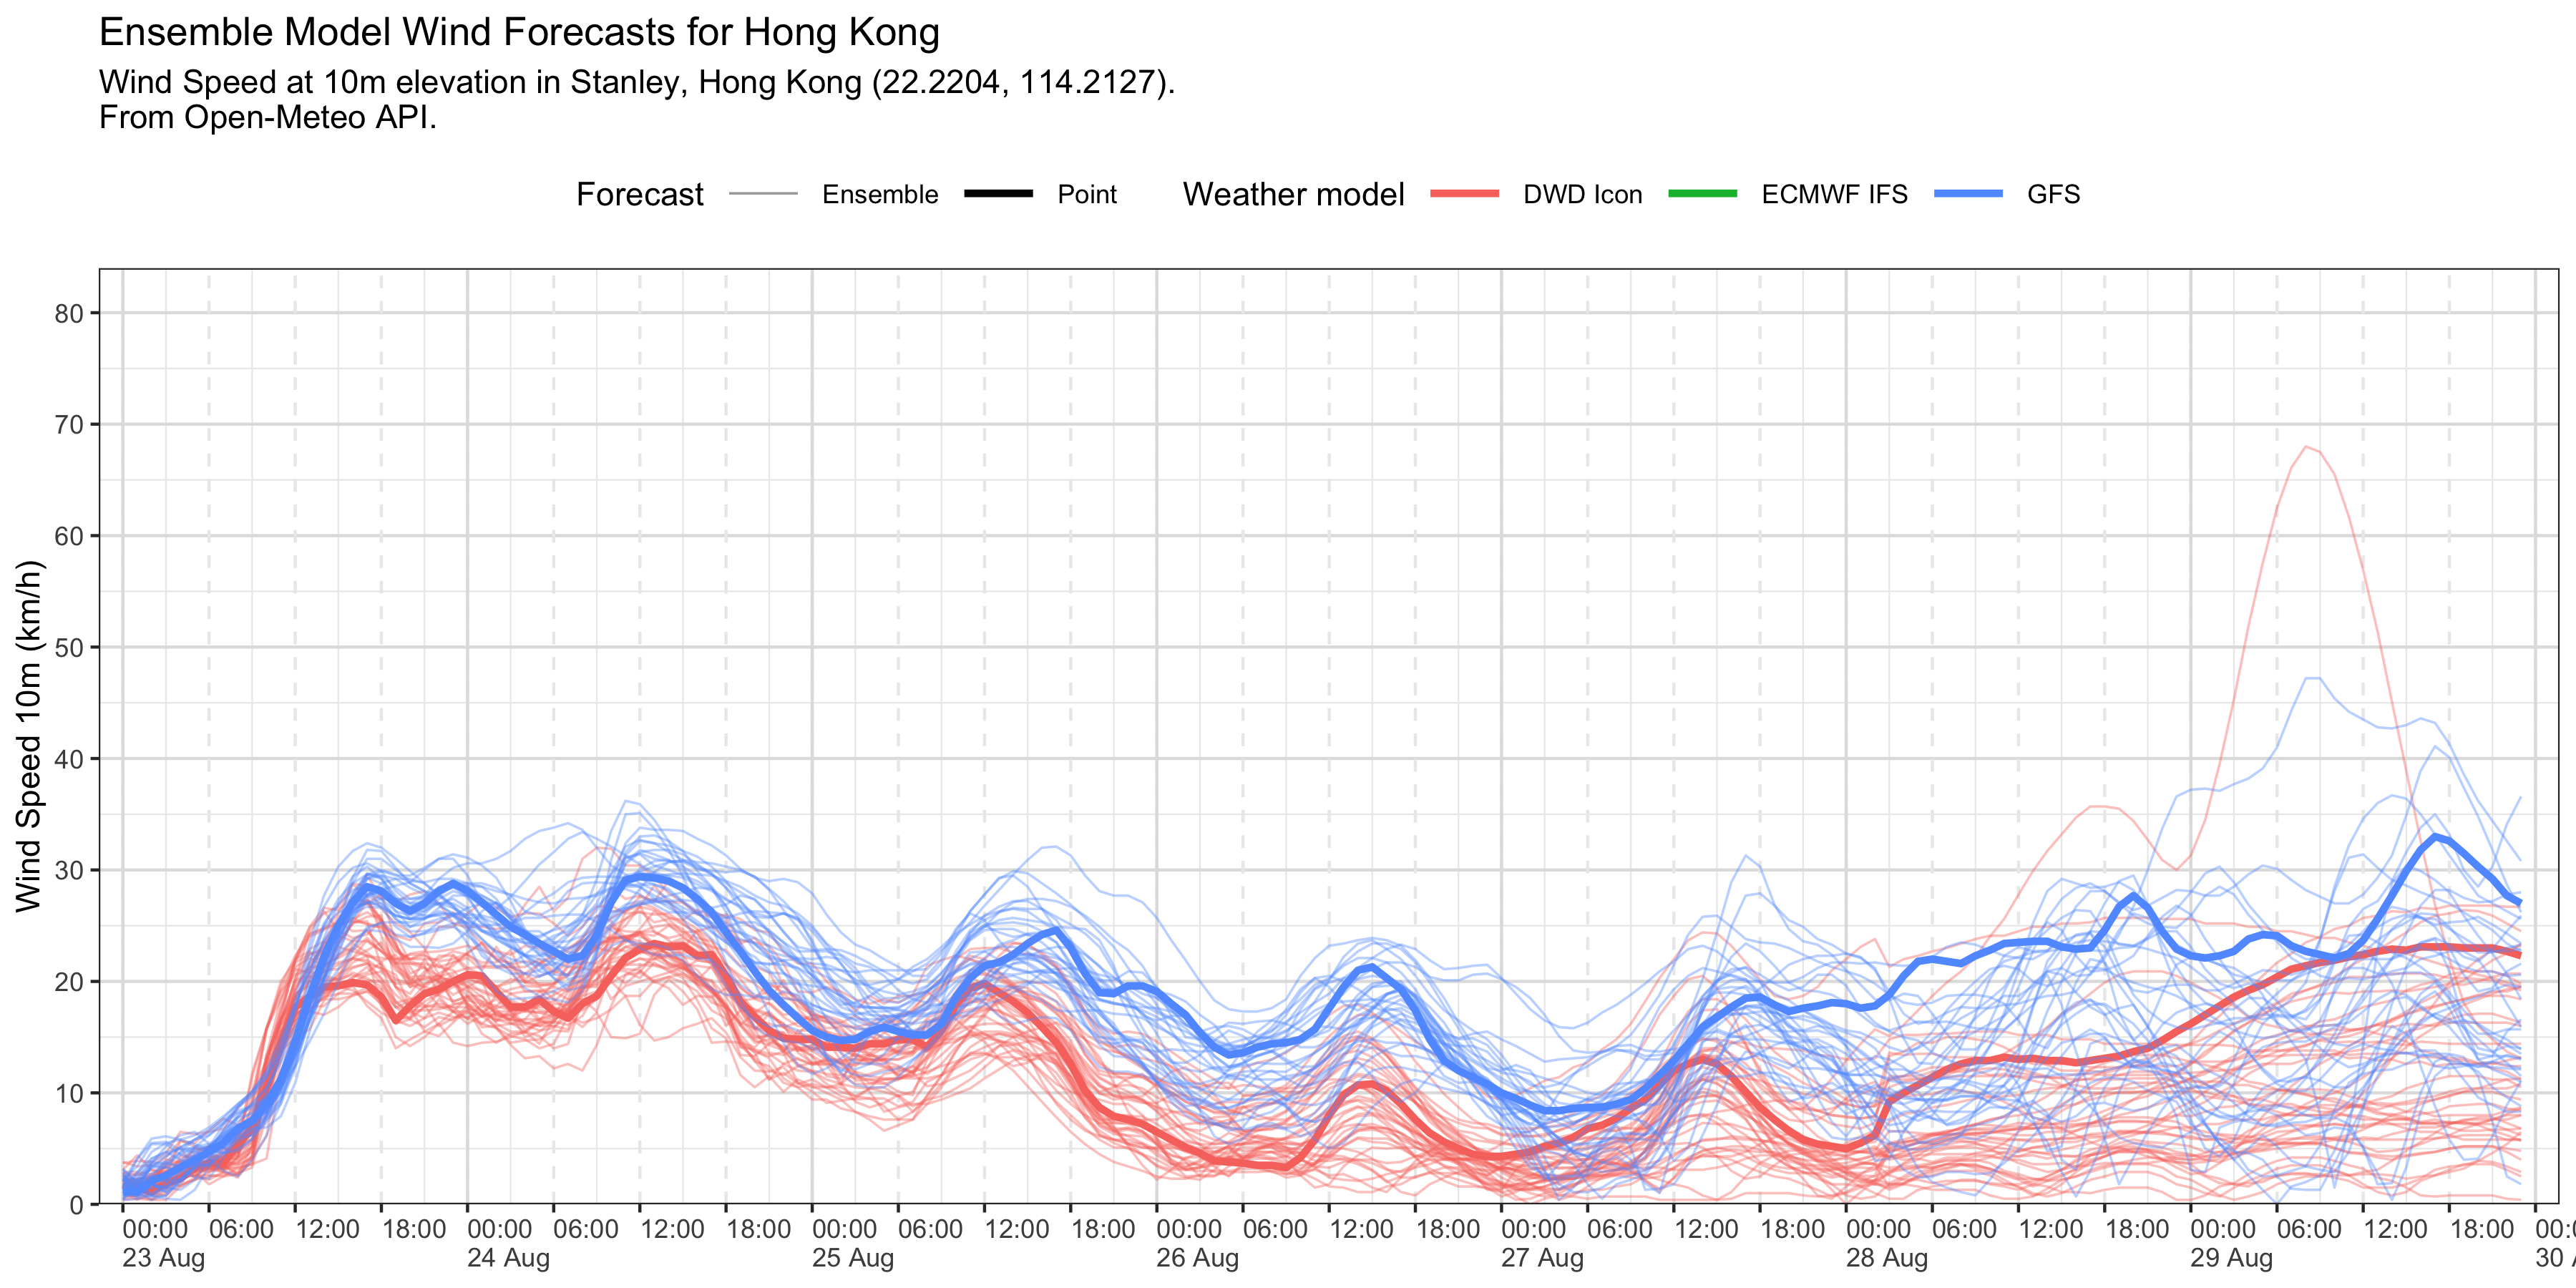 Ensemble Model Wind Forecasts for Hong Kong
Wind Speed at 10m elevation in Stanley, Hong Kong (22.2204, 114.2127).
From Open-Meteo API.
Forecast Ensemble Point Weather model DWD Icon ECMWF IFS GFS
Wind Speed 10m (km/h)
80
70
60
50
40
30
20
10
0
00:00 06:00 12:00 18:00 00:00 06:00 12:00 18:00 00:00 06:00 12:00 18:00 00:00 06:00 12:00 18:00 00:00 06:00 12:00 18:00 00:00 06:00 12:00 18:00 00:00 06:00 12:00 18:00
23 Aug 24 Aug 25 Aug 26 Aug 27 Aug 28 Aug 29 Aug 30